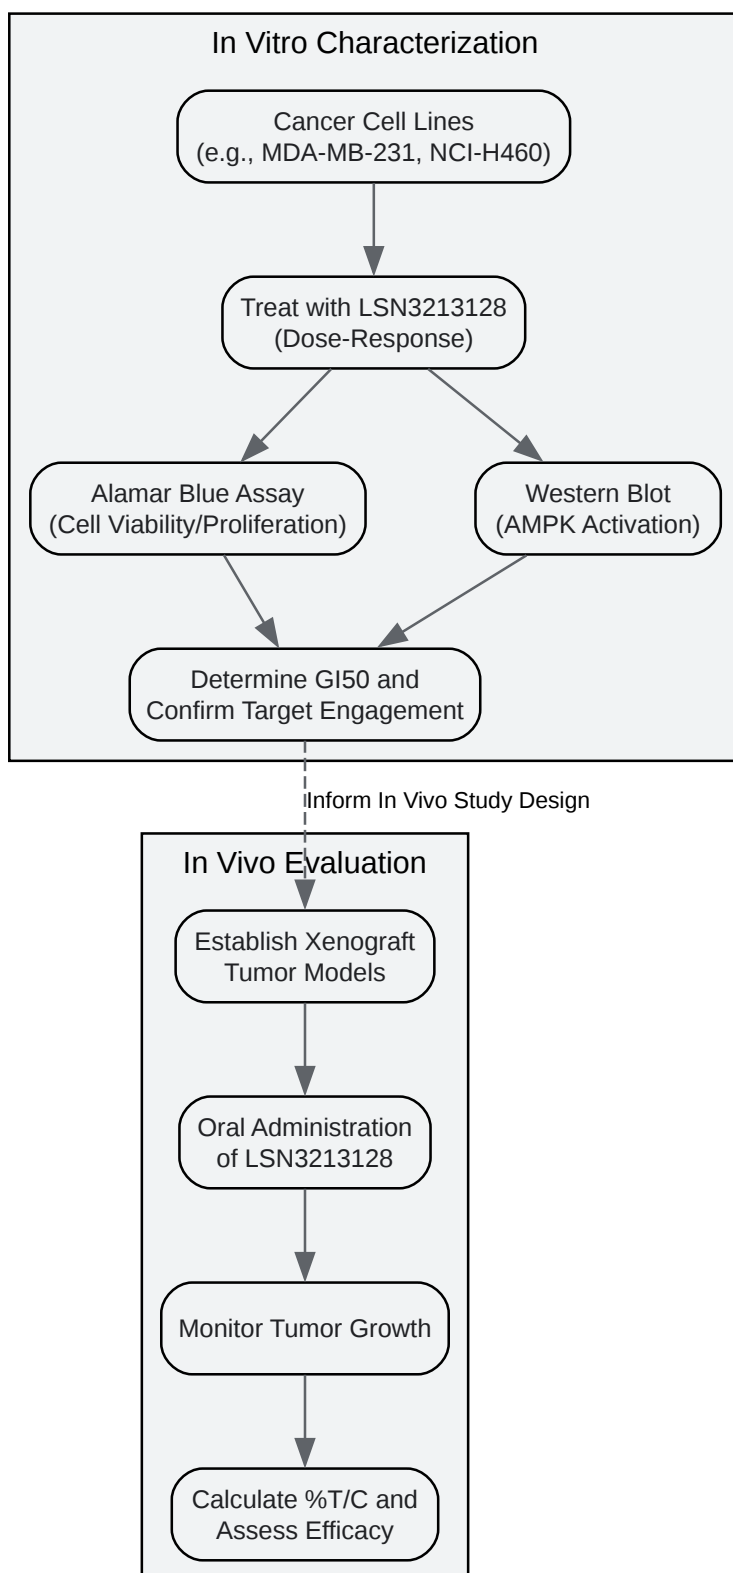 In Vitro Characterization
Cancer Cell Lines
(e.g., MDA-MB-231, NCI-H460)
Treat with LSN3213128
(Dose-Response)
Alamar Blue Assay
(Cell Viability/Proliferation)
Western Blot
(AMPK Activation)
Determine GI50 and
Confirm Target Engagement
Inform In Vivo Study Design
In Vivo Evaluation
Establish Xenograft
Tumor Models
Oral Administration
of LSN3213128
Monitor Tumor Growth
Calculate %T/C and
Assess Efficacy